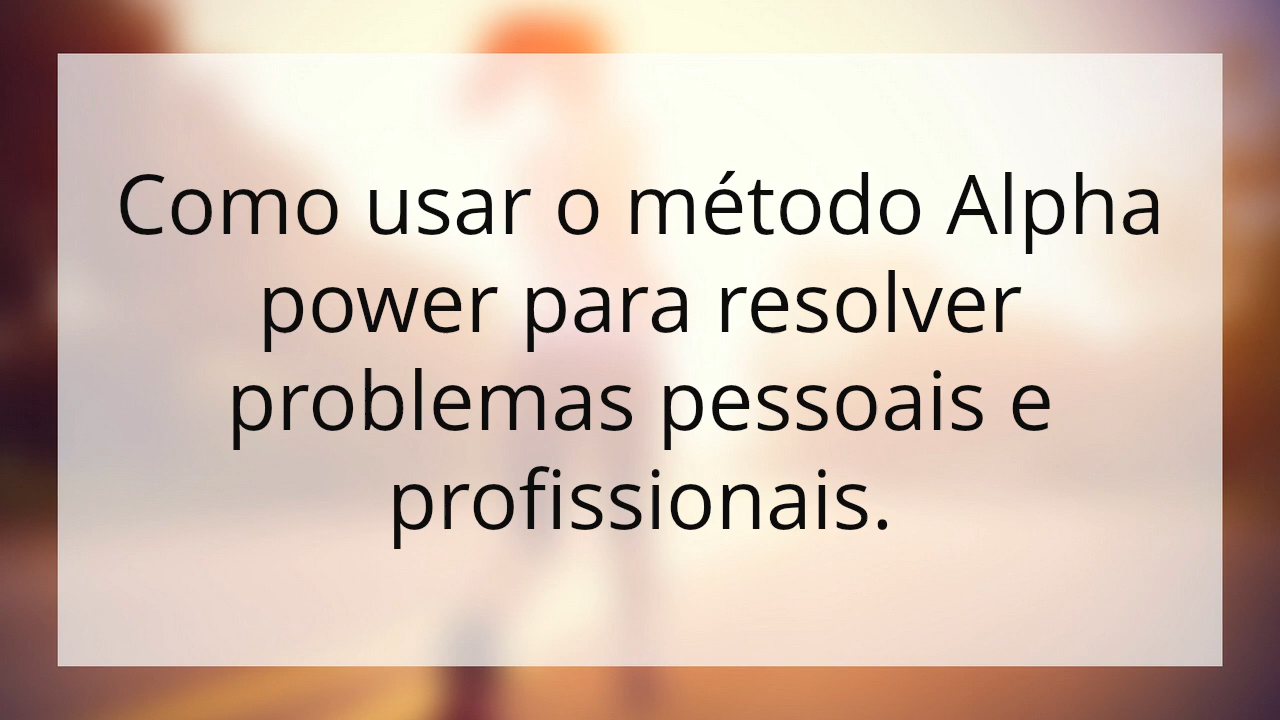 Como usar o método Alpha
power para resolver
problemas pessoais e
profissionais.